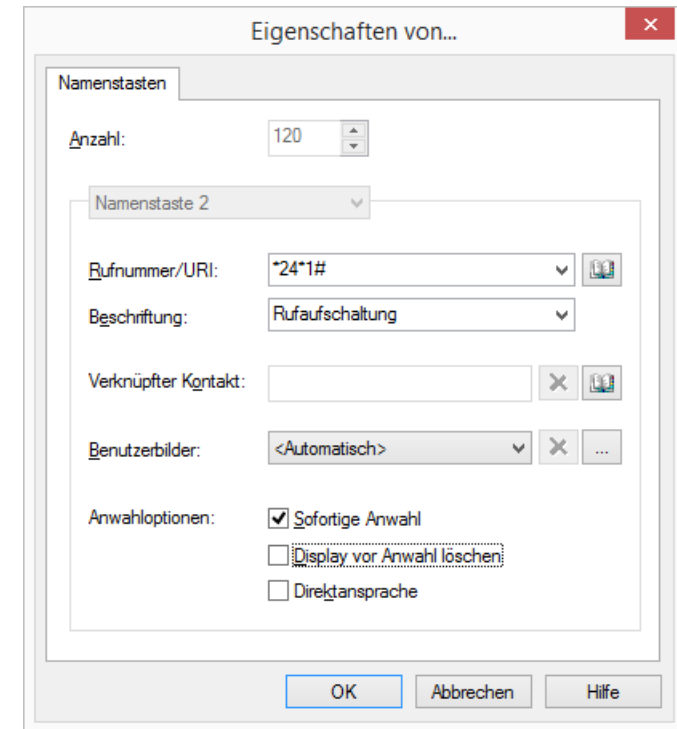 Eigenschaften von...
Namenstasten
Anzahl: 120
Namenstaste 2
Rufnummer/URI: *24*1#
Beschriftung: Rufaufschaltung
Verknüpfter Kontakt:
Benutzerbilder: <Automatisch> ...
Anwahloptionen: Sofortige Anwahl
Display vor Anwahl löschen
Direktansprache
OK Abbrechen Hilfe